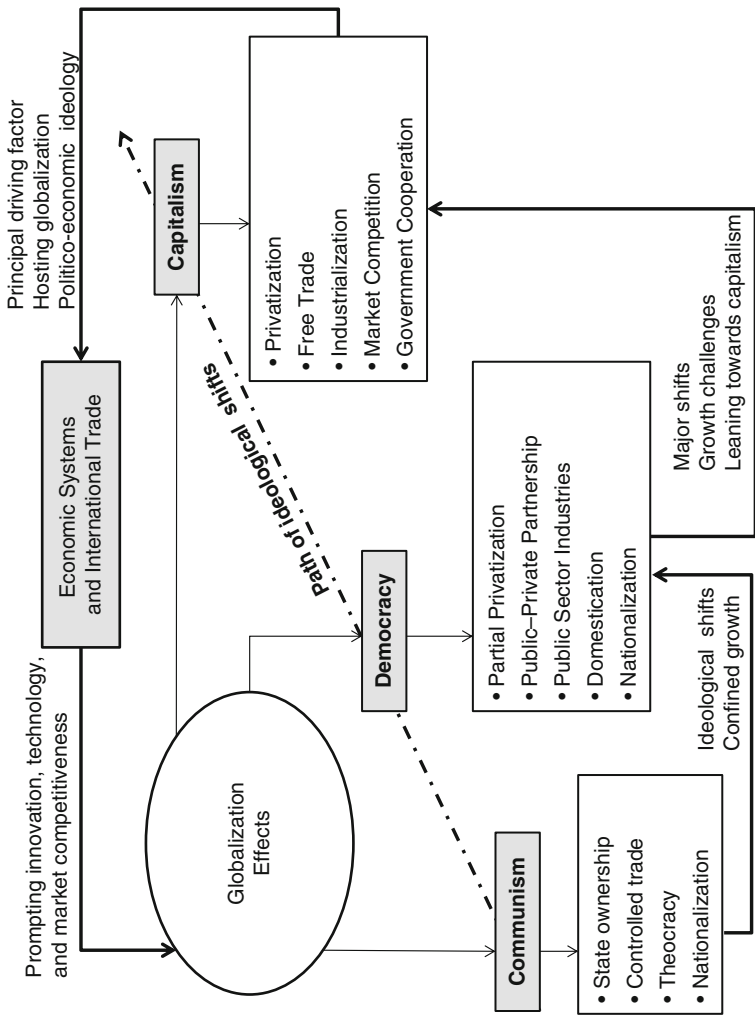 Prompting innovation, technology,
and market competitiveness
Economic Systems
and International Trade
Principal driving factor
Hosting globalization
Politico-economic ideology
Globalization
Effects
Path of ideological shifts
Capitalism
• Privatization
• Free Trade
• Industrialization
• Market Competition
• Government Cooperation
Democracy
• Partial Privatization
• Public–Private Partnership
• Public Sector Industries
• Domestication
• Nationalization
Communism
• State ownership
• Controlled trade
• Theocracy
• Nationalization
Ideological shifts
Confined growth
Major shifts
Growth challenges
Leaning towards capitalism